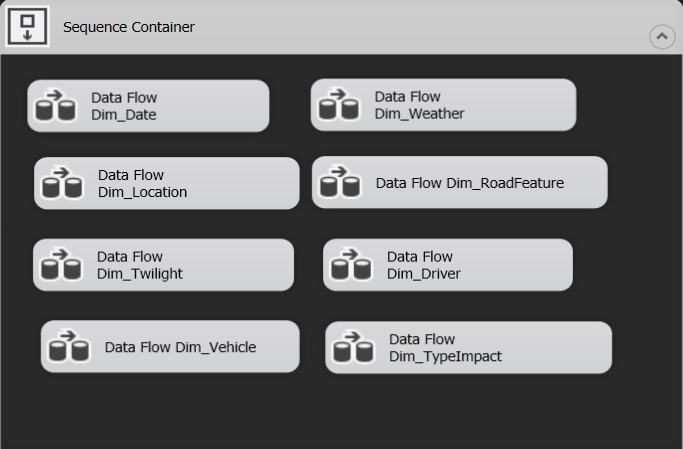 Sequence Container
Data Flow
Dim_Date
Data Flow
Dim_Weather
Data Flow
Dim_Location
Data Flow Dim_RoadFeature
Data Flow
Dim_Twilight
Data Flow
Dim_Driver
Data Flow Dim_Vehicle
Data Flow
Dim_TypeImpact